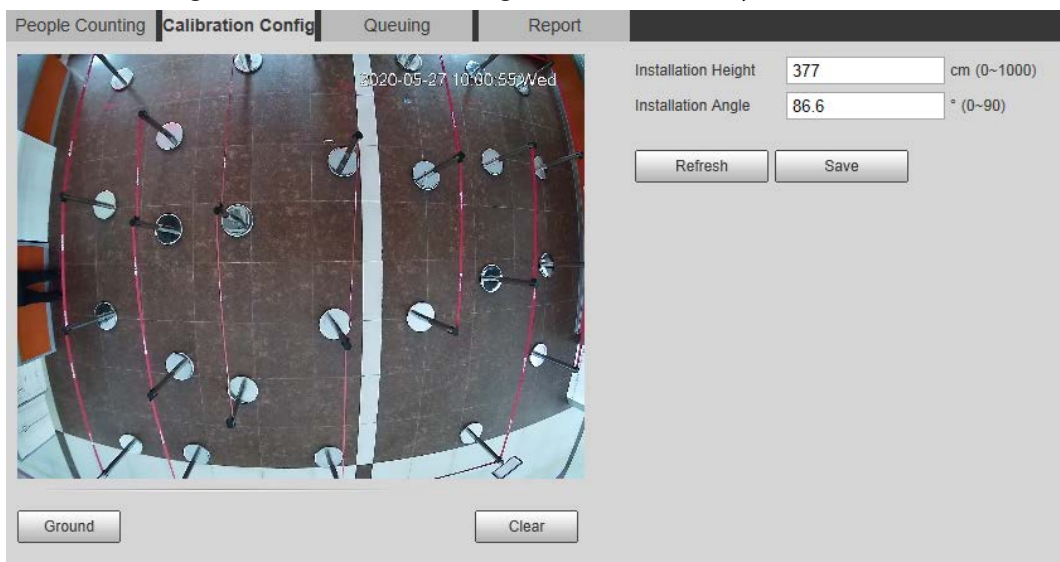 People Counting Calibration Config Queuing Report
2020-05-27 10:00:55 Wed
Installation Height 377 cm (0~1000)
Installation Angle 86.6 ° (0~90)
Refresh Save
Ground Clear